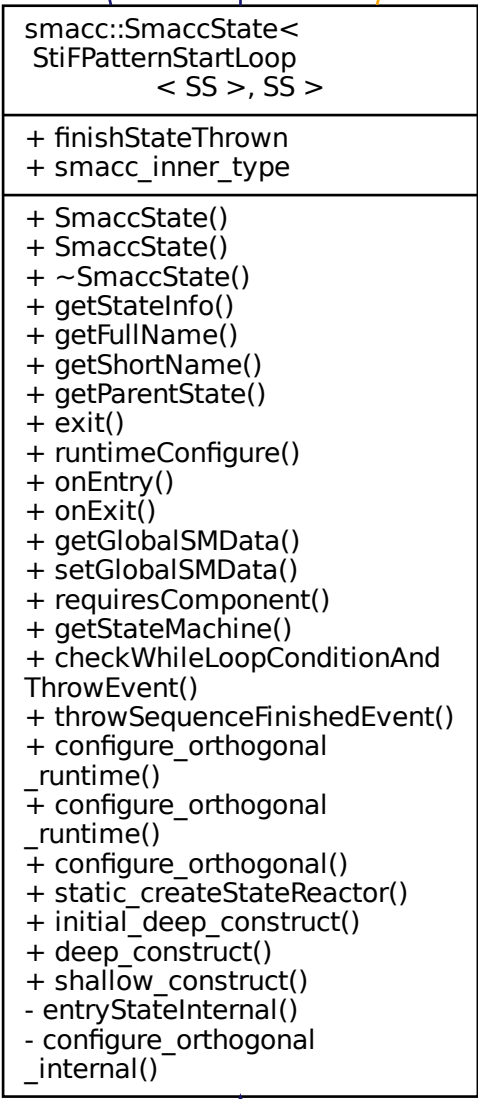 smacc::SmaccState<
StiFPatternStartLoop
< SS >, SS >
+ finishStateThrown
+ smacc_inner_type
+ SmaccState()
+ SmaccState()
+ ~SmaccState()
+ getStateInfo()
+ getFullName()
+ getShortName()
+ getParentState()
+ exit()
+ runtimeConfigure()
+ onEntry()
+ onExit()
+ getGlobalSMData()
+ setGlobalSMData()
+ requiresComponent()
+ getStateMachine()
+ checkWhileLoopConditionAnd
ThrowEvent()
+ throwSequenceFinishedEvent()
+ configure_orthogonal
_runtime()
+ configure_orthogonal
_runtime()
+ configure_orthogonal()
+ static_createStateReactor()
+ initial_deep_construct()
+ deep_construct()
+ shallow_construct()
- entryStateInternal()
- configure_orthogonal
_internal()